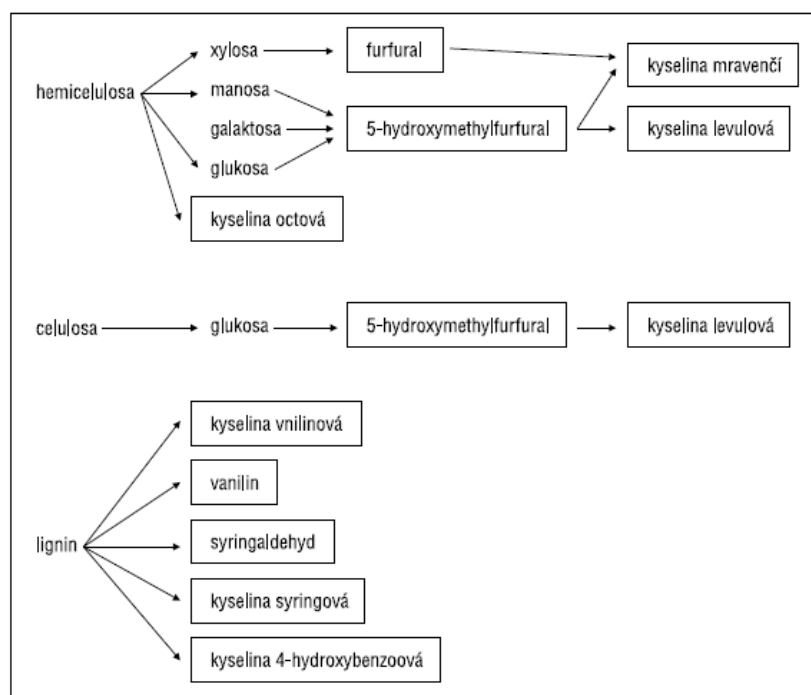 xylosa
furfural
kyselina mravenčí
hemicelulosa
manosa
galaktosa
5-hydroxymethylfurfural
kyselina levulová
glukosa
kyselina octová
celulosa
glukosa
5-hydroxymethylfurfural
kyselina levulová
kyselina vnilinová
vanilin
lignin
syringaldehyd
kyselina syringová
kyselina 4-hydroxybenzoová